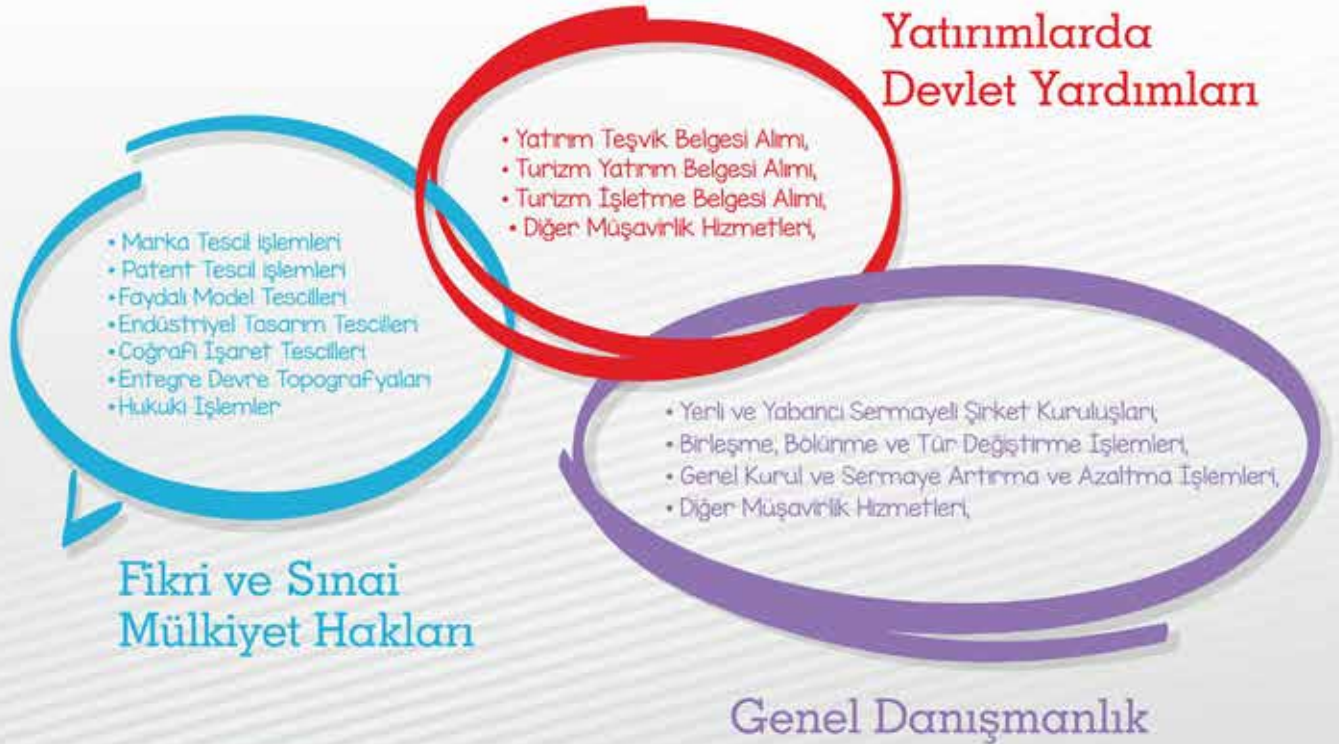 Yatırımlarda
Devlet Yardımları
• Yatırım Teşvik Belgesi Alımı,
• Turizm Yatırım Belgesi Alımı,
• Turizm İşletme Belgesi Alımı,
• Diğer Müşavirlik Hizmetleri,
• Marka Tescil işlemleri
• Patent Tescil işlemleri
• Faydalı Model Tescilleri
• Endüstriyel Tasarım Tescilleri
• Coğrafi İşaret Tescilleri
• Entegre Devre Topografyaları
• Hukuki İşlemler
Fikri ve Sınai
Mülkiyet Hakları
• Yerli ve Yabancı Sermayeli Şirket Kuruluşları,
• Birleşme, Bölünme ve Tür Değiştirme İşlemleri,
• Genel Kurul ve Sermaye Artırma ve Azaltma İşlemleri,
• Diğer Müşavirlik Hizmetleri,
Genel Danışmanlık